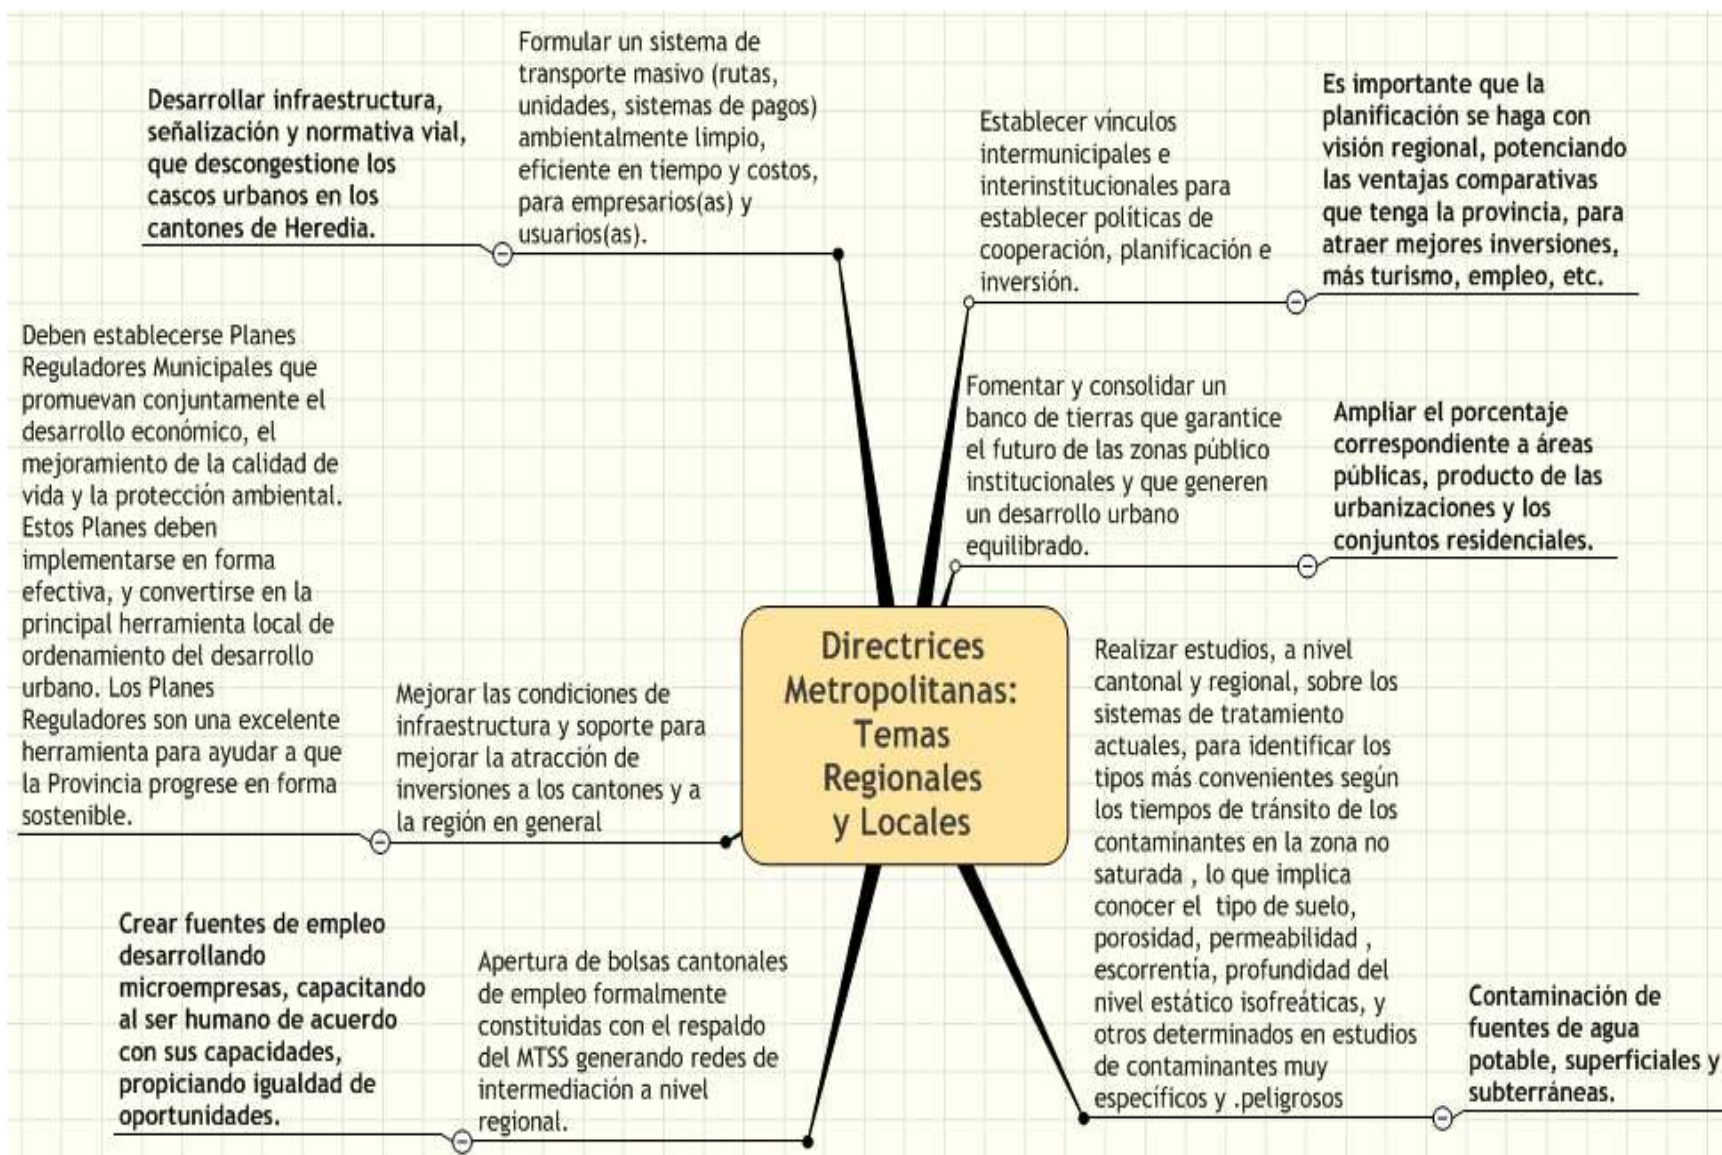 Desarrollar infraestructura,
señalización y normativa vial,
que descongestione los
cascos urbanos en los
cantones de Heredia.
Formular un sistema de
transporte masivo (rutas,
unidades, sistemas de pagos)
ambientalmente limpio,
eficiente en tiempo y costos,
para empresarios(as) y
usuarios(as).
Establecer vínculos
intermunicipales e
interinstitucionales para
establecer políticas de
cooperación, planificación e
inversión.
Es importante que la
planificación se haga con
visión regional, potenciando
las ventajas comparativas
que tenga la provincia, para
atraer mejores inversiones,
más turismo, empleo, etc.
Deben establecerse Planes
Reguladores Municipales que
promuevan conjuntamente el
desarrollo económico, el
mejoramiento de la calidad de
vida y la protección ambiental.
Estos Planes deben
implementarse en forma
efectiva, y convertirse en la
principal herramienta local de
ordenamiento del desarrollo
urbano. Los Planes
Reguladores son una excelente
herramienta para ayudar a que
la Provincia progrese en forma
sostenible.
Mejorar las condiciones de
infraestructura y soporte para
mejorar la atracción de
inversiones a los cantones y a
la región en general
Fomentar y consolidar un
banco de tierras que garantice
el futuro de las zonas público
institucionales y que generen
un desarrollo urbano
equilibrado.
Ampliar el porcentaje
correspondiente a áreas
públicas, producto de las
urbanizaciones y los
conjuntos residenciales.
Directrices
Metropolitanas:
Temas
Regionales
y Locales
Realizar estudios, a nivel
cantonal y regional, sobre los
sistemas de tratamiento
actuales, para identificar los
tipos más convenientes según
los tiempos de tránsito de los
contaminantes en la zona no
saturada , lo que implica
conocer el  tipo de suelo,
porosidad, permeabilidad ,
escorrentía, profundidad del
nivel estático isofreáticas, y
otros determinados en estudios
de contaminantes muy
específicos y .peligrosos
Contaminación de
fuentes de agua
potable, superficiales y
subterráneas.
Crear fuentes de empleo
desarrollando
microempresas, capacitando
al ser humano de acuerdo
con sus capacidades,
propiciando igualdad de
oportunidades.
Apertura de bolsas cantonales
de empleo formalmente
constituidas con el respaldo
del MTSS generando redes de
intermediación a nivel
regional.